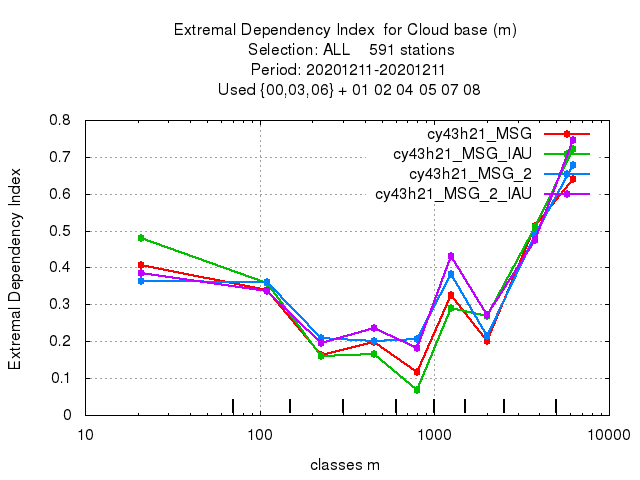 Extremal Dependency Index  for Cloud base (m)
Selection: ALL    591 stations
Period: 20201211-20201211
Used {00,03,06} + 01 02 04 05 07 08
Extremal Dependency Index
0.8
0.7
0.6
0.5
0.4
0.3
0.2
0.1
0
cy43h21_MSG
cy43h21_MSG_IAU
cy43h21_MSG_2
cy43h21_MSG_2_IAU
10 100 1000 10000
classes m